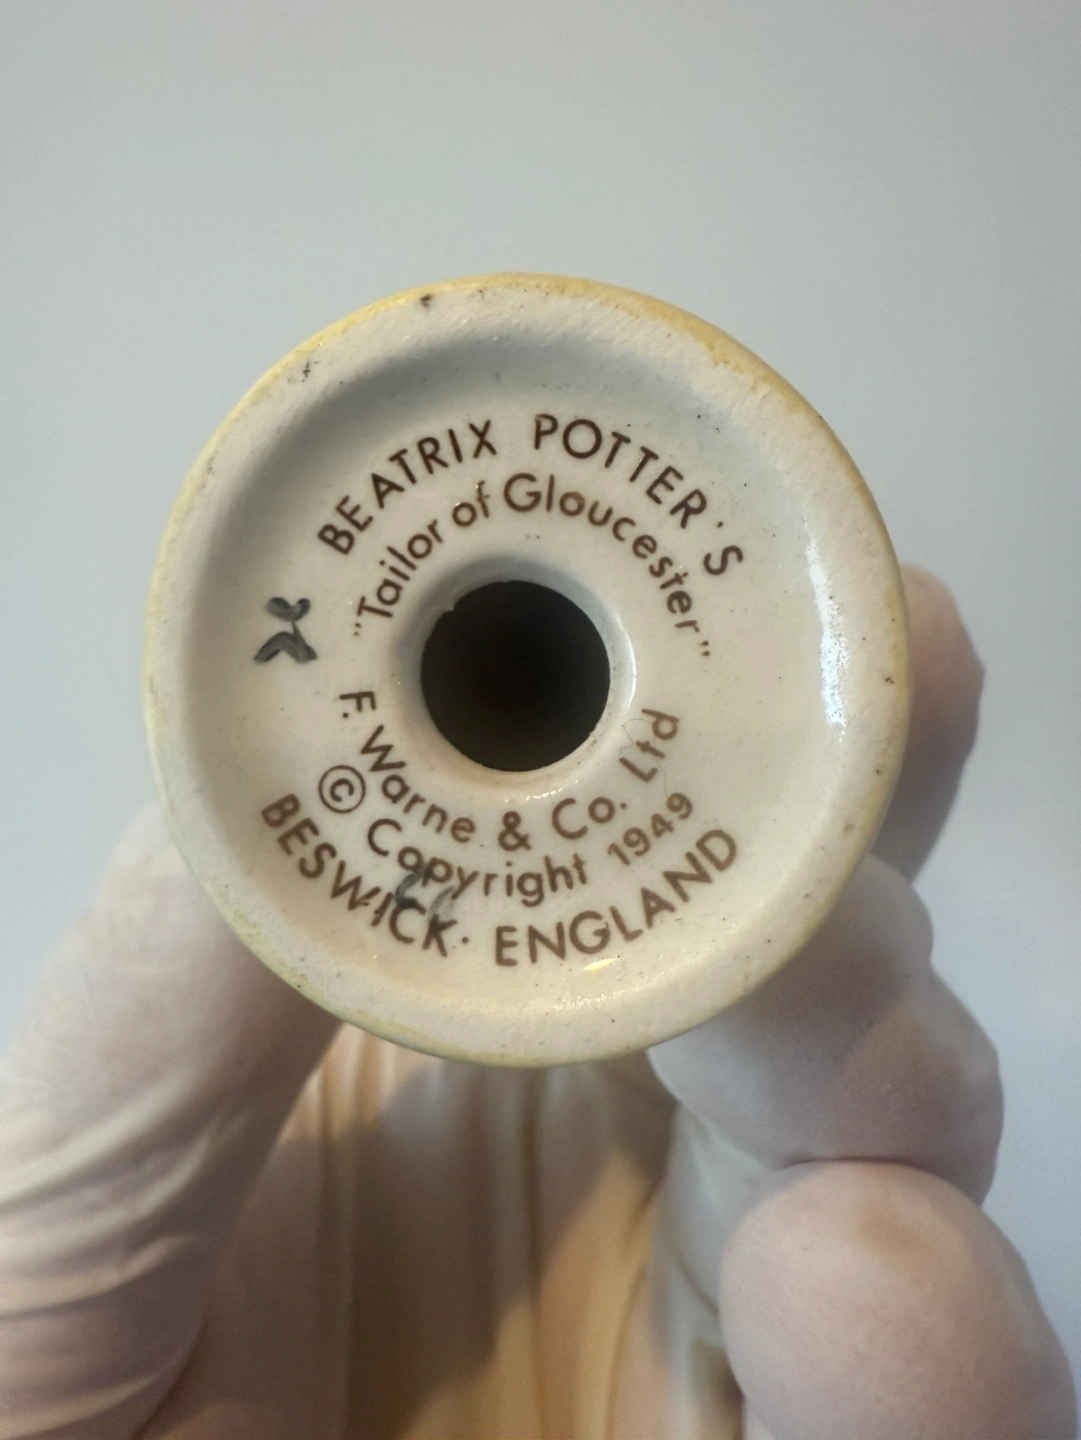 BEATRIX POTTER'S
"Tailor of Gloucester"
F. Warne & Co. Ltd
© Copyright 1949
BESWICK · ENGLAND